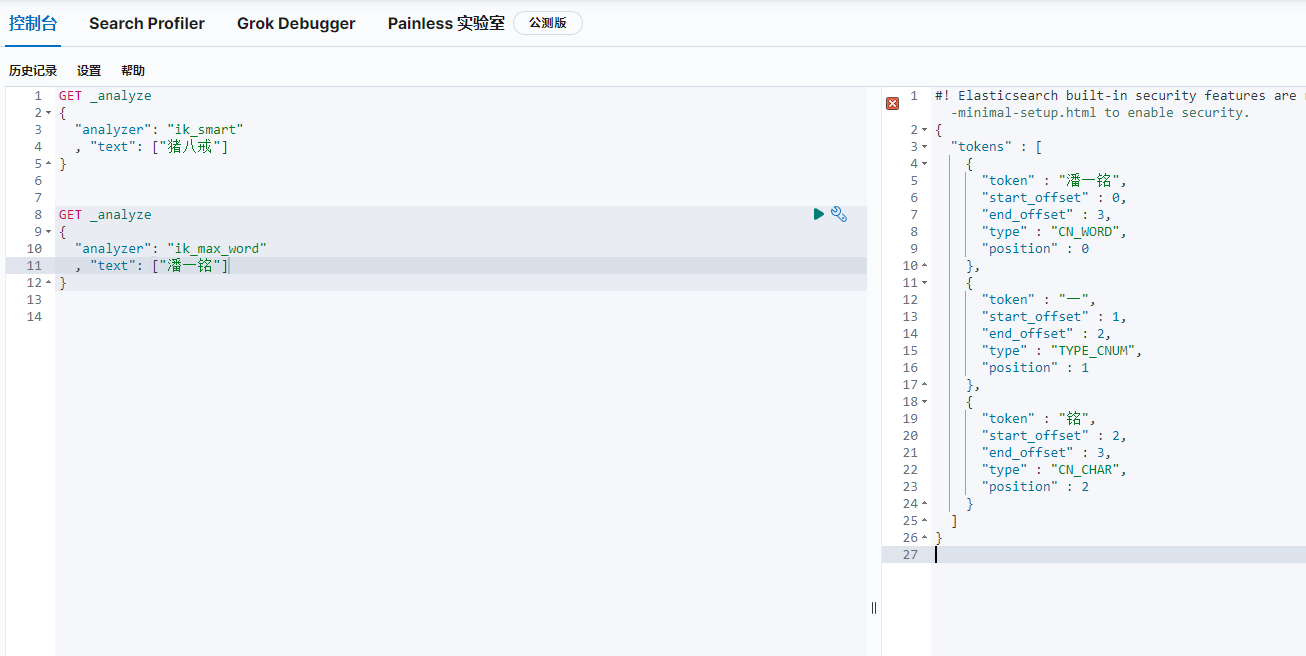 控制台 Search Profiler Grok Debugger Painless 实验室 公测版
历史记录 设置 帮助
1 GET _analyze
2 {
3 "analyzer": "ik_smart"
4 , "text": ["猪八戒"]
5 }
6
7
8 GET _analyze
9 {
10 "analyzer": "ik_max_word"
11 , "text": ["潘一铭"]
12 }
13
14
1 #! Elasticsearch built-in security features are
-minimal-setup.html to enable security.
2 {
3 "tokens" : [
4 {
5 "token" : "潘一铭",
6 "start_offset" : 0,
7 "end_offset" : 3,
8 "type" : "CN_WORD",
9 "position" : 0
10 },
11 {
12 "token" : "一",
13 "start_offset" : 1,
14 "end_offset" : 2,
15 "type" : "TYPE_CNUM",
16 "position" : 1
17 },
18 {
19 "token" : "铭",
20 "start_offset" : 2,
21 "end_offset" : 3,
22 "type" : "CN_CHAR",
23 "position" : 2
24 }
25 ]
26 }
27